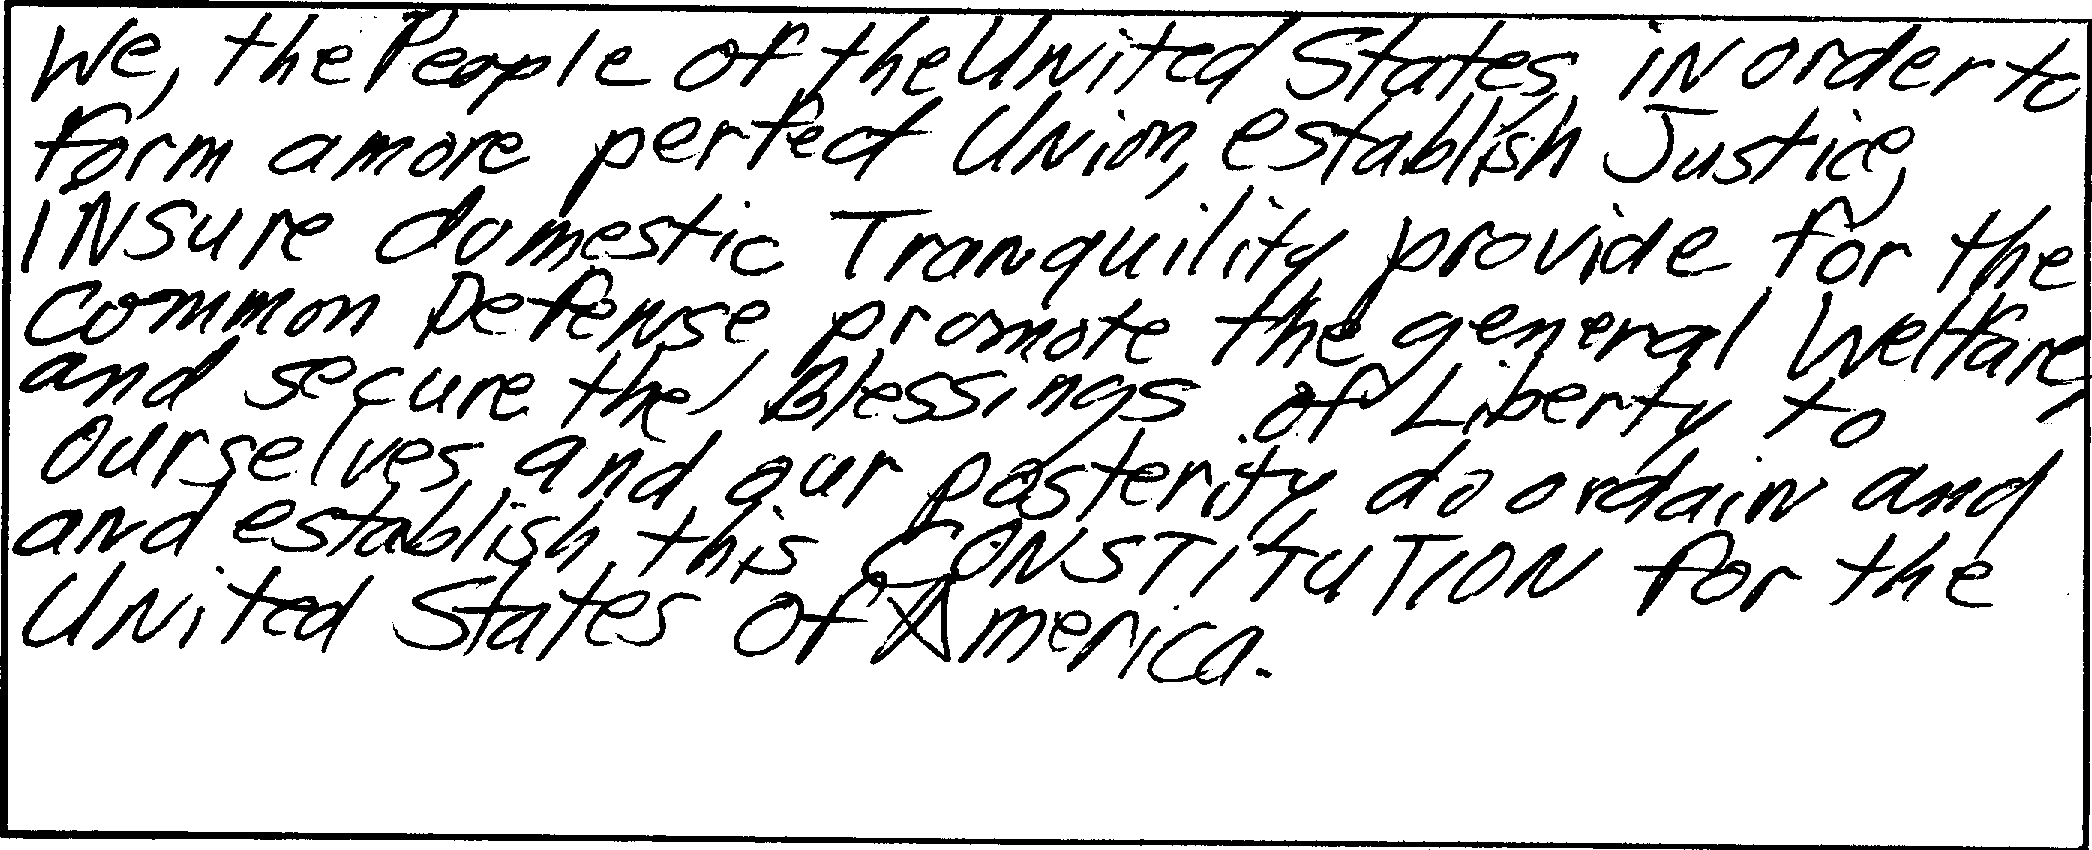 We, the People of the United States, in order to
form a more perfect Union, establish Justice,
INSure domestic Tranquility, provide for the
common Defense, promote the general Welfare,
and secure the Blessings of Liberty to
ourselves and our posterity, do ordain and
and establish this CONSTITUTION for the
United States of America.